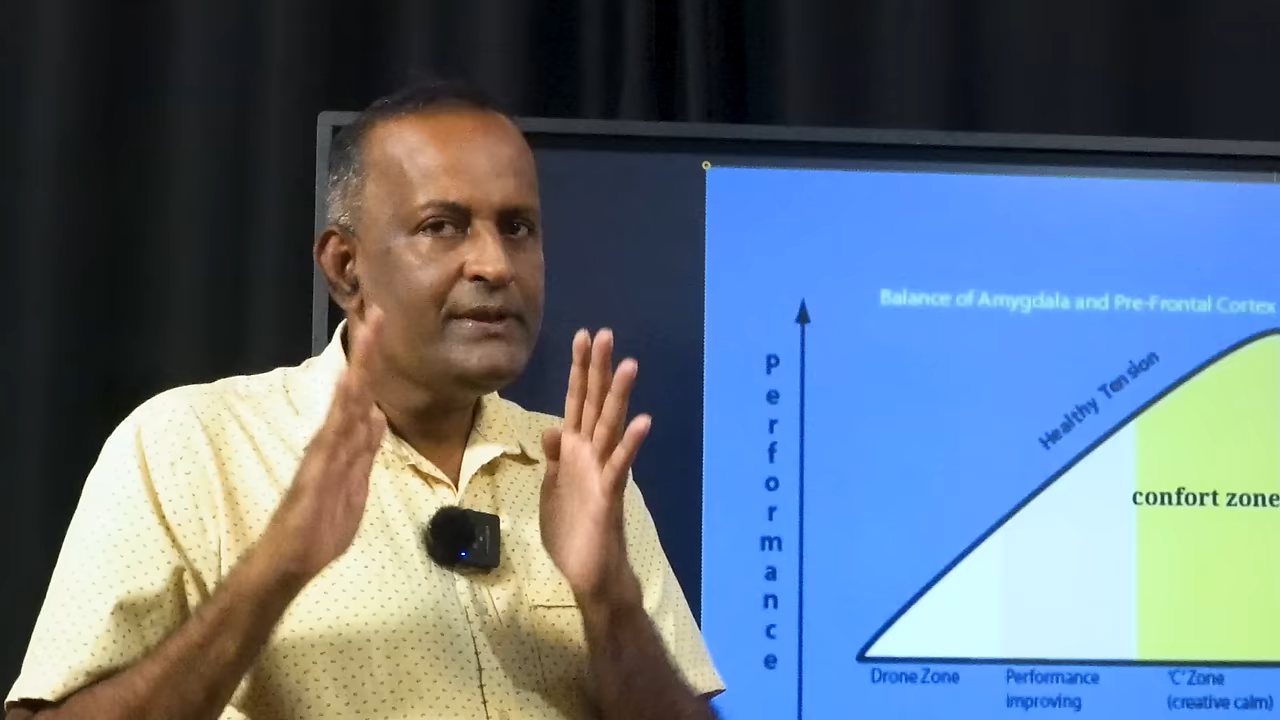 Balance of Amygdala and Pre-Frontal Cortex
Performance
Healthy Tension
confort zone
Drone Zone
Performance
improving
'C' Zone
(creative calm)